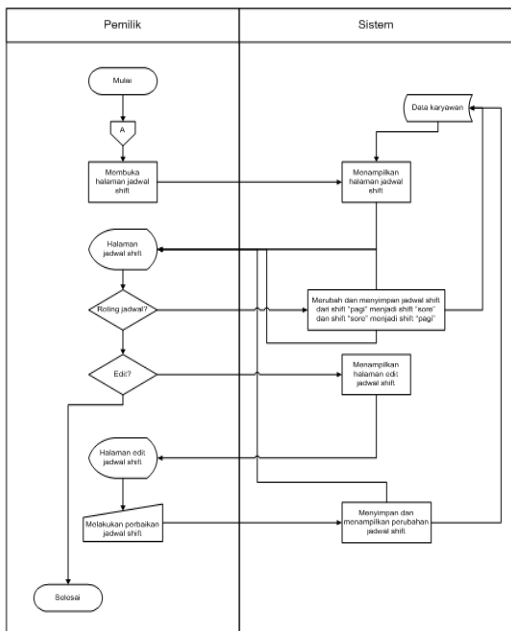 Pemilik
Sistem
Mulai
Data karyawan
A
Membuka
halaman jadwal
shift
Menampilkan
halaman jadwal
shift
Halaman
jadwal shift
Roling jadwal?
Merubah dan menyimpan jadwal shift
dari shift "pagi" menjadi shift "sore"
dan shift "sore" menjadi shift "pagi"
Edit?
Menampilkan
halaman edit
jadwal shift
Halaman edit
jadwal shift
Melakukan perbaikan
jadwal shift
Menyimpan dan
menampilkan perubahan
jadwal shift
Selesai